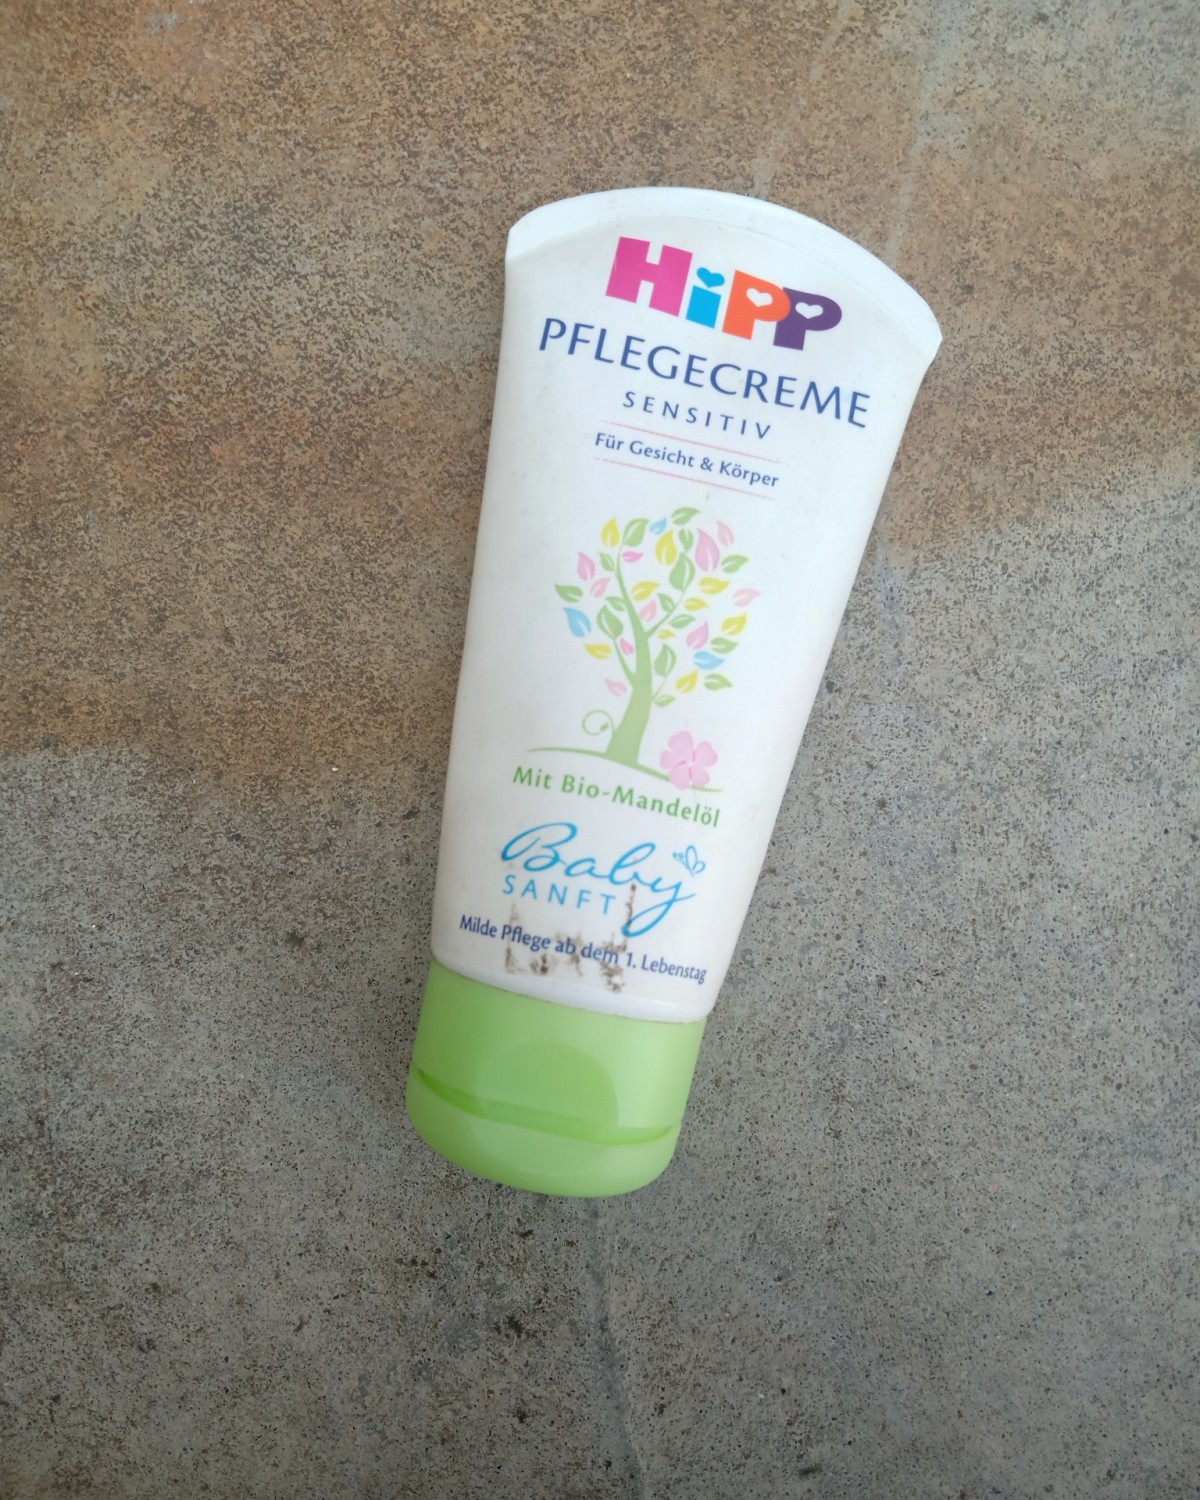 HiPP
PFLEGECREME
SENSITIV
Für Gesicht & Körper
Mit Bio-Mandelöl
Baby
SANFT
Milde Pflege ab dem 1. Lebenstag